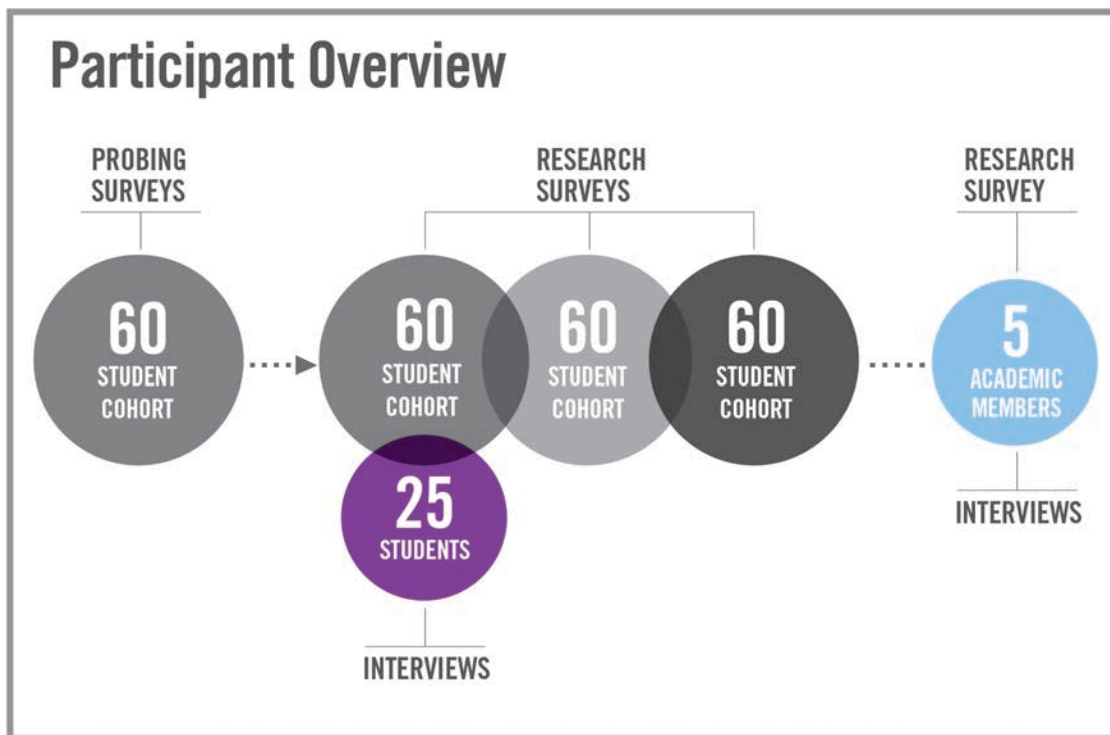 Participant Overview
PROBING
SURVEYS
RESEARCH
SURVEYS
RESEARCH
SURVEY
60
STUDENT
COHORT
60
STUDENT
COHORT
60
STUDENT
COHORT
60
STUDENT
COHORT
5
ACADEMIC
MEMBERS
25
STUDENTS
INTERVIEWS
INTERVIEWS